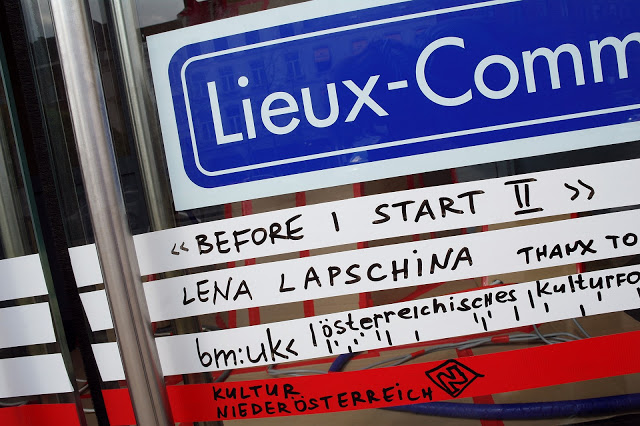 Lieux-Comm
«BEFORE I START II»
LENA LAPSCHINA THANX TO
bm:uk« österreichisches kulturfo
KULTUR
NIEDERÖSTERREICH N